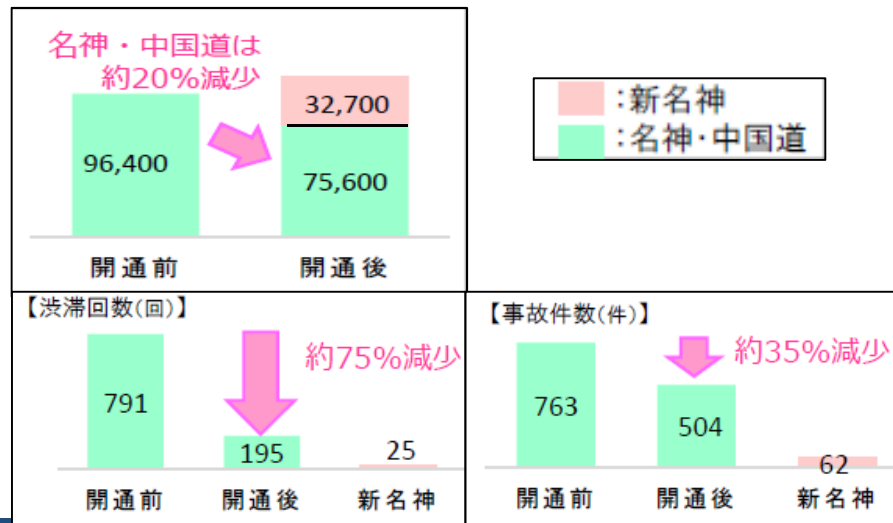 名神・中国道は
約20%減少
32,700
96,400
75,600
開通前
開通後
:新名神
:名神・中国道
【渋滞回数(回)】
約75%減少
791
195
25
開通前
開通後
新名神
【事故件数(件)】
約35%減少
763
504
62
開通前
開通後
新名神